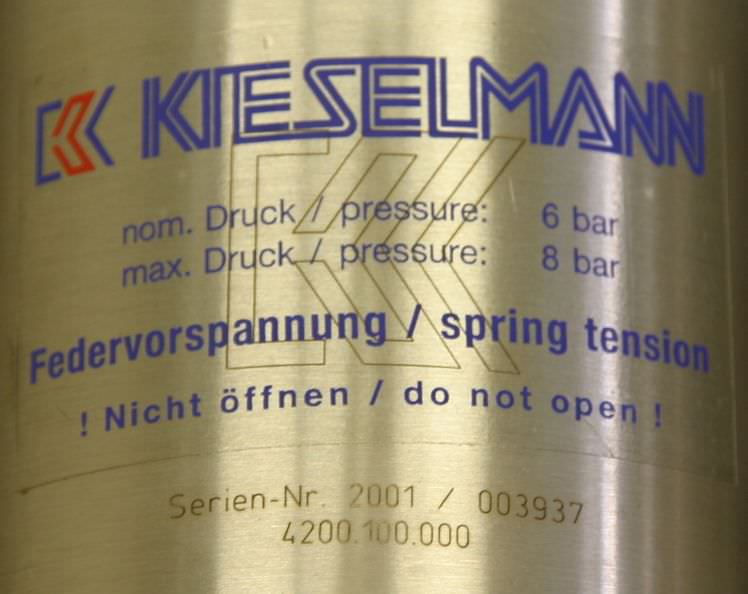 KIESELMANN
nom. Druck / pressure: 6 bar
max. Druck / pressure: 8 bar
Federvorspannung / spring tension
! Nicht öffnen / do not open !
Serien-Nr. 2001 / 003937
4200.100.000